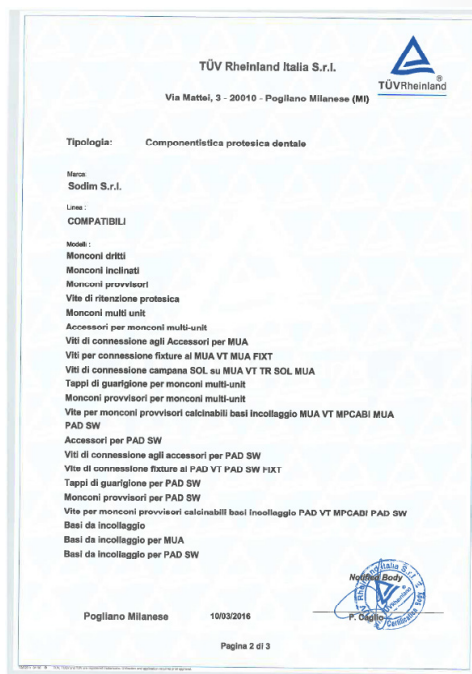 TÜV Rheinland Italia S.r.l.
®
TÜVRheinland
Via Mattei, 3 - 20010 - Pogliano Milanese (MI)
Tipologia: Componentistica protesica dentale
Marca:
Sodim S.r.l.
Linea :
COMPATIBILI
Modelli :
Monconi dritti
Monconi inclinati
Monconi provvisori
Vite di ritenzione protesica
Monconi multi unit
Accessori per monconi multi-unit
Viti di connessione agli Accessori per MUA
Viti per connessione fixture al MUA VT MUA FIXT
Viti di connessione campana SOL su MUA VT TR SOL MUA
Tappi di guarigione per monconi multi-unit
Monconi provvisori per monconi multi-unit
Vite per monconi provvisori calcinabili basi incollaggio MUA VT MPCABI MUA
PAD SW
Accessori per PAD SW
Viti di connessione agli accessori per PAD SW
Vite di connessione fixture al PAD VT PAD SW FIXT
Tappi di guarigione per PAD SW
Monconi provvisori per PAD SW
Vite per monconi provvisori calcinabili basi incollaggio PAD VT MPCABI PAD SW
Basi da incollaggio
Basi da incollaggio per MUA
Basi da incollaggio per PAD SW
Notified Body
Pogliano Milanese 10/03/2016 P. Caglio
Pagina 2 di 3